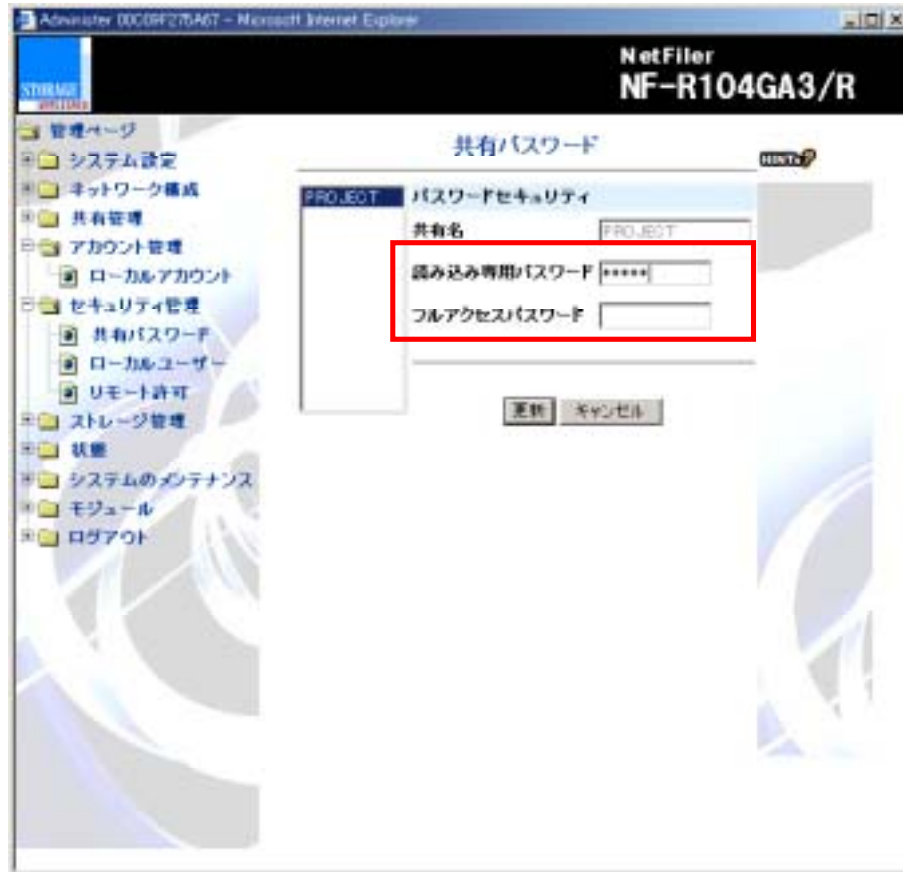 Administer 00C09F275A67 - Microsoft Internet Explorer
NetFiler
NF-R104GA3/R
STORAGE
管理ページ
システム設定
ネットワーク構成
共有管理
アカウント管理
ローカルアカウント
セキュリティ管理
共有パスワード
ローカルユーザー
リモート許可
ストレージ管理
状態
システムのメンテナンス
モジュール
ログアウト
共有パスワード
HINTs
PROJECT
パスワードセキュリティ
共有名 PROJECT
読み込み専用パスワード *****
フルアクセスパスワード
更新 キャンセル